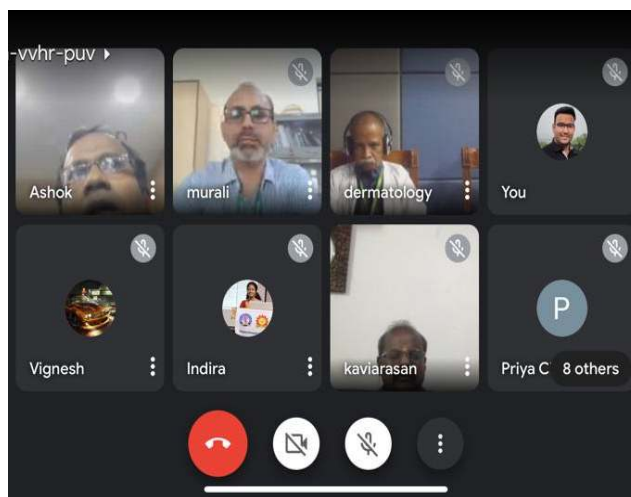 -vvhr-puv
Ashok
murali
dermatology
You
Vignesh
Indira
kaviarasan
P
Priya C
8 others